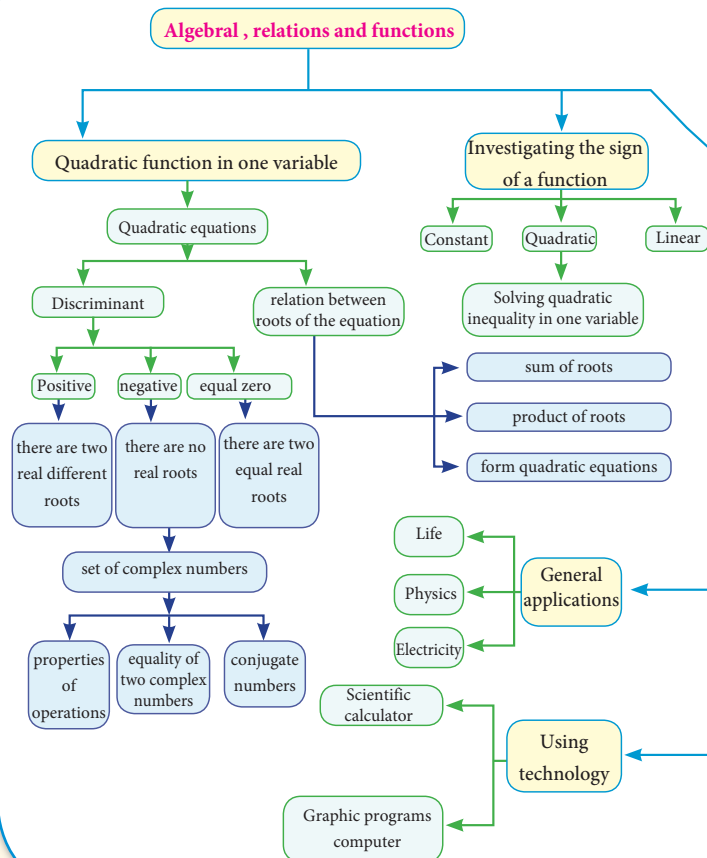 Algebral , relations and functions
Quadratic function in one variable
Investigating the sign
of a function
Quadratic equations
Constant
Quadratic
Linear
Discriminant
relation between
roots of the equation
Solving quadratic
inequality in one variable
Positive
negative
equal zero
sum of roots
product of roots
form quadratic equations
there are two
real different
roots
there are no
real roots
there are two
equal real
roots
set of complex numbers
properties
of
operations
equality of
two complex
numbers
conjugate
numbers
Life
Physics
Electricity
General
applications
Scientific
calculator
Graphic programs
computer
Using
technology